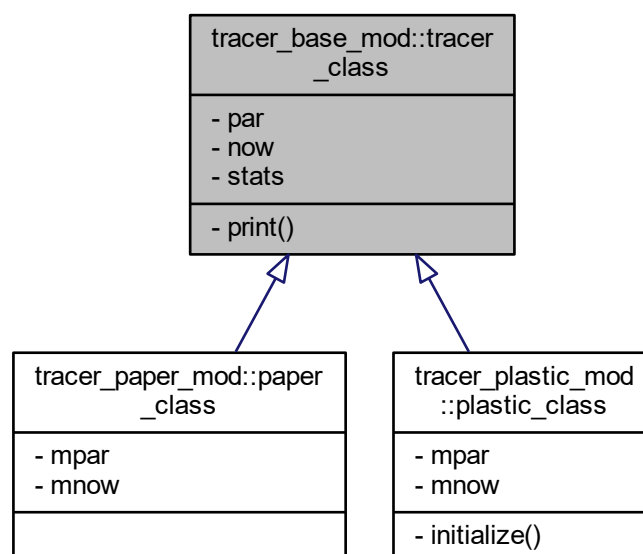 tracer_base_mod::tracer
_class
- par
- now
- stats
- print()
tracer_paper_mod::paper
_class
- mpar
- mnow
tracer_plastic_mod
::plastic_class
- mpar
- mnow
- initialize()